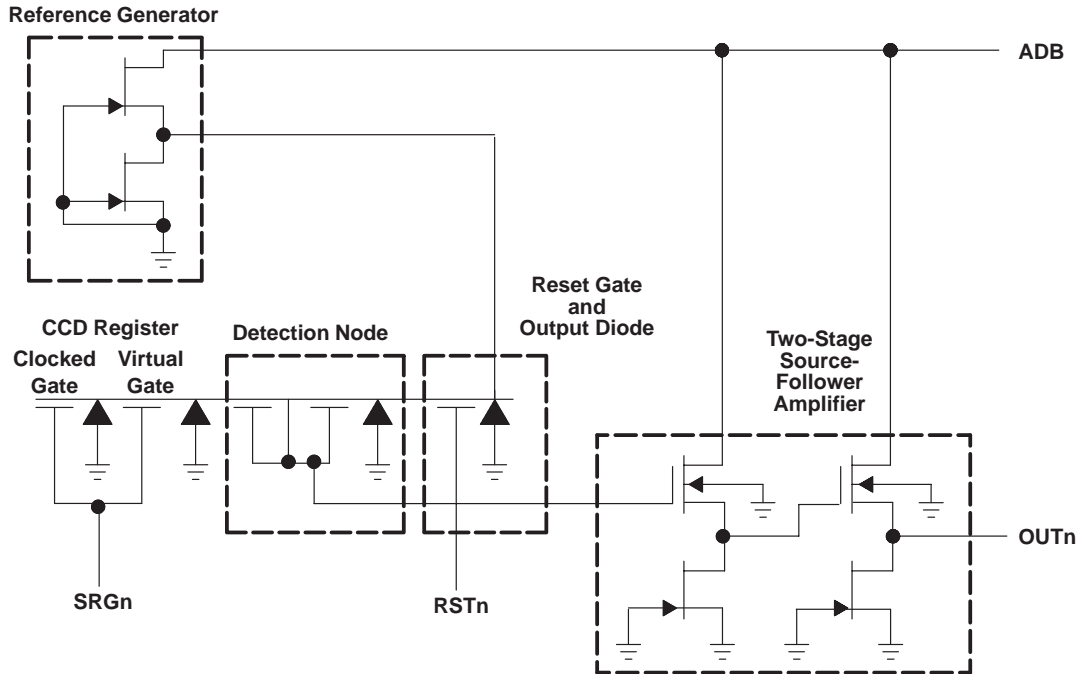 Reference Generator
ADB
Reset Gate
and
Output Diode
CCD Register
Clocked
Gate
Virtual
Gate
Detection Node
Two-Stage
Source-
Follower
Amplifier
OUTn
SRGn
RSTn